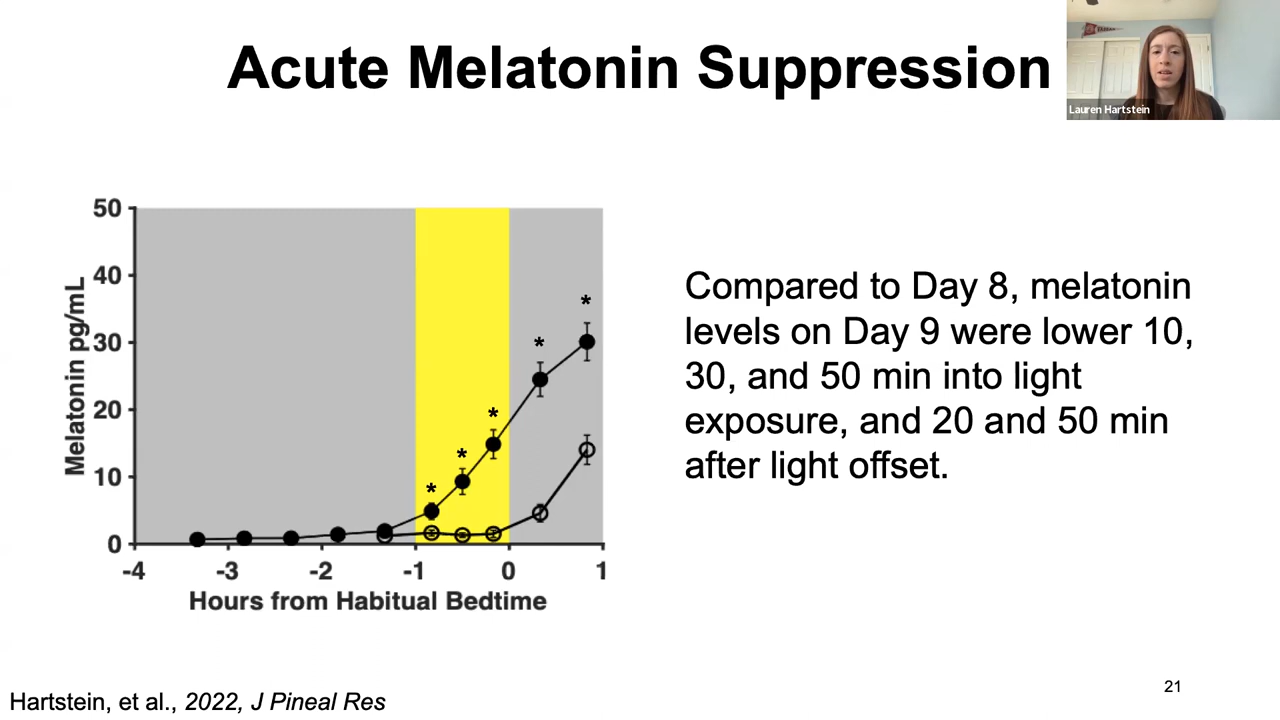 Acute Melatonin Suppression
Lauren Hartstein
Melatonin pg/mL
50
40
30
20
10
0
*
*
*
*
*
-4 -3 -2 -1 0 1
Hours from Habitual Bedtime
Compared to Day 8, melatonin
levels on Day 9 were lower 10,
30, and 50 min into light
exposure, and 20 and 50 min
after light offset.
Hartstein, et al., 2022, J Pineal Res
21